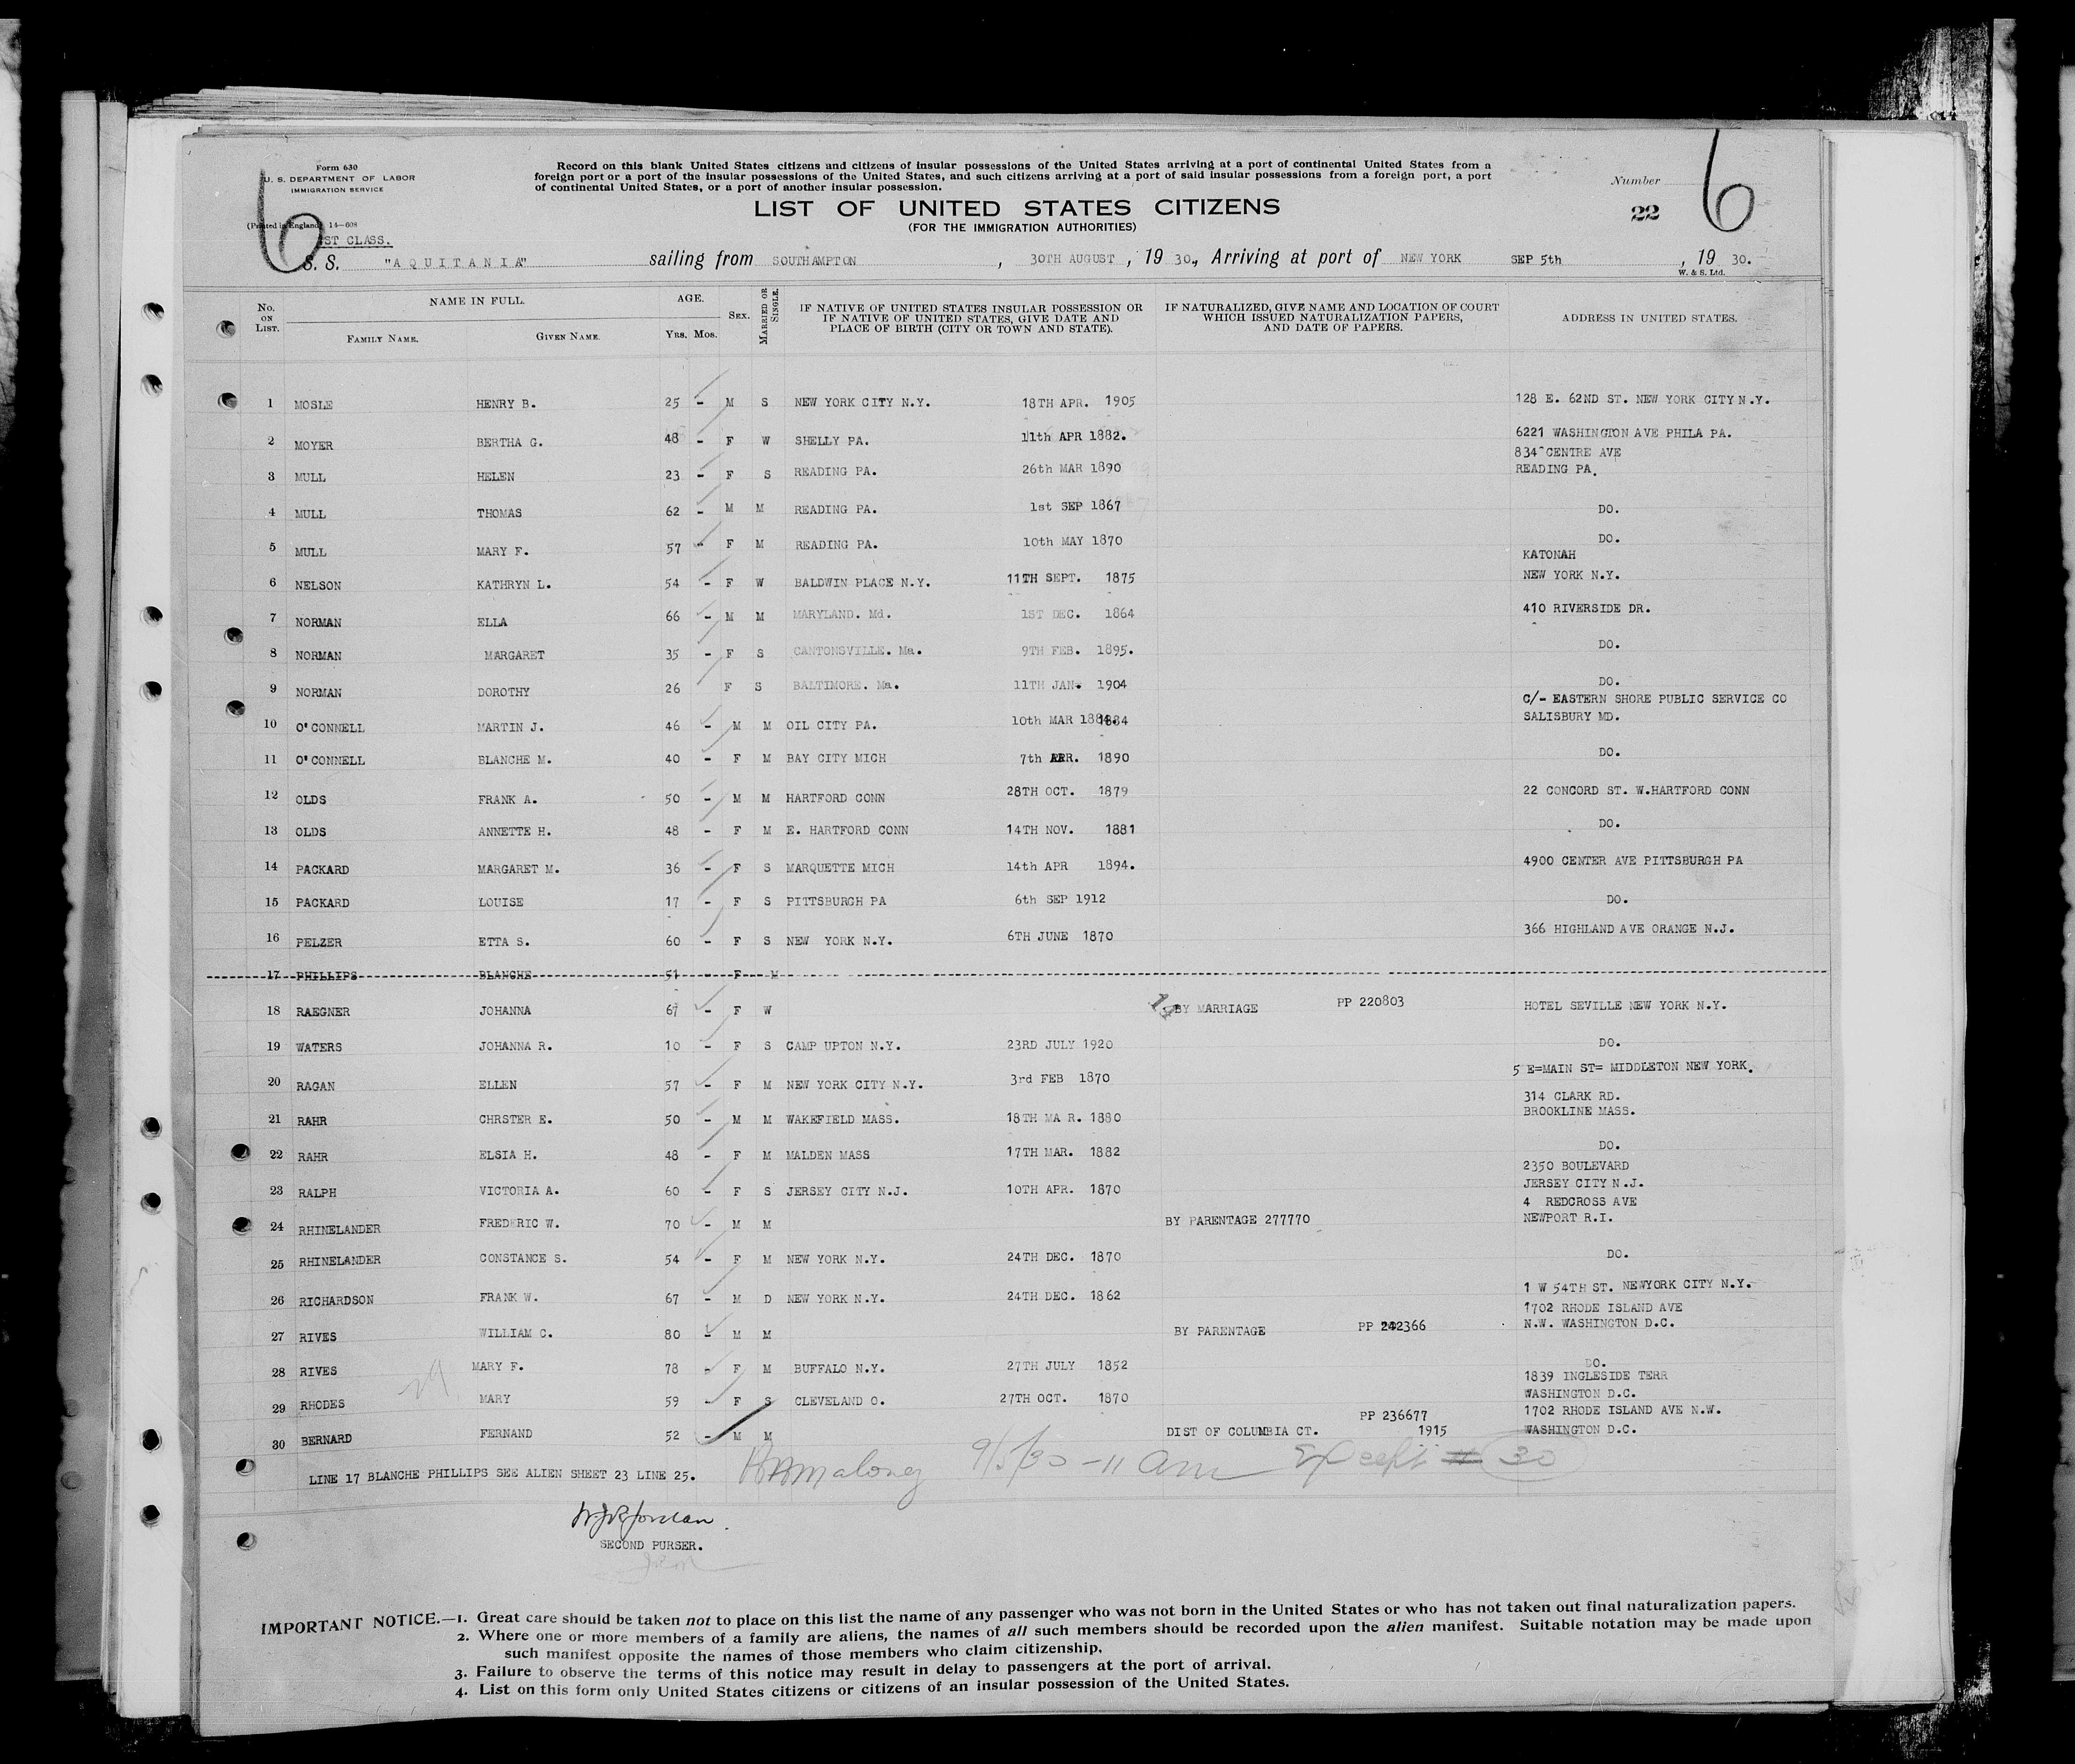 Form 630
U. S. DEPARTMENT OF LABOR
IMMIGRATION SERVICE
(Printed in England) 14—608
Record on this blank United States citizens and citizens of insular possessions of the United States arriving at a port of continental United States from a
foreign port or a port of the insular possessions of the United States, and such citizens arriving at a port of said insular possessions from a foreign port, a port
of continental United States, or a port of another insular possession.
Number
6
6
22
LIST OF UNITED STATES CITIZENS
(FOR THE IMMIGRATION AUTHORITIES)
ST CLASS.
S. S. "AQUITANIA" sailing from SOUTHAMPTON, 30TH AUGUST, 19 30., Arriving at port of NEW YORK SEP 5th, 19 30.
W. & S. Ltd.
No. ON LIST. NAME IN FULL. FAMILY NAME. GIVEN NAME. AGE. YRS. MOS. SEX. MARRIED OR SINGLE.
IF NATIVE OF UNITED STATES INSULAR POSSESSION OR
IF NATIVE OF UNITED STATES, GIVE DATE AND
PLACE OF BIRTH (CITY OR TOWN AND STATE).
IF NATURALIZED, GIVE NAME AND LOCATION OF COURT
WHICH ISSUED NATURALIZATION PAPERS,
AND DATE OF PAPERS.
ADDRESS IN UNITED STATES.
1 MOSLE HENRY B. 25 - M S NEW YORK CITY N.Y. 18TH APR. 1905 128 E. 62ND ST. NEW YORK CITY N.Y.
2 MOYER BERTHA G. 48 - F W SHELLY PA. 11th APR 1882. 6221 WASHINGTON AVE PHILA PA.
834 CENTRE AVE
3 MULL HELEN 23 - F S READING PA. 26th MAR 1890 READING PA.
4 MULL THOMAS 62 - M M READING PA. 1st SEP 1867 DO.
5 MULL MARY F. 57 - F M READING PA. 10th MAY 1870 DO.
KATONAH
6 NELSON KATHRYN L. 54 - F W BALDWIN PLACE N.Y. 11TH SEPT. 1875 NEW YORK N.Y.
7 NORMAN ELLA 66 - M M MARYLAND. Md. 1ST DEC. 1864 410 RIVERSIDE DR.
8 NORMAN MARGARET 35 - F S CANTONSVILLE. Ma. 9TH FEB. 1895. DO.
9 NORMAN DOROTHY 26 F S BALTIMORE. Ma. 11TH JAN. 1904 DO.
C/- EASTERN SHORE PUBLIC SERVICE CO
10 O'CONNELL MARTIN J. 46 - M M OIL CITY PA. 10th MAR 1884 SALISBURY MD.
11 O'CONNELL BLANCHE M. 40 - F M BAY CITY MICH 7th APR. 1890 DO.
12 OLDS FRANK A. 50 - M M HARTFORD CONN 28TH OCT. 1879 22 CONCORD ST. W.HARTFORD CONN
13 OLDS ANNETTE H. 48 - F M E. HARTFORD CONN 14TH NOV. 1881 DO.
14 PACKARD MARGARET M. 36 - F S MARQUETTE MICH 14th APR 1894. 4900 CENTER AVE PITTSBURGH PA
15 PACKARD LOUISE 17 - F S PITTSBURGH PA 6th SEP 1912 DO.
16 PELZER ETTA S. 60 - F S NEW YORK N.Y. 6TH JUNE 1870 366 HIGHLAND AVE ORANGE N.J.
17 PHILLIPS BLANCHE 51 - F M
18 RAEGNER JOHANNA 67 - F W BY MARRIAGE PP 220803 HOTEL SEVILLE NEW YORK N.Y.
19 WATERS JOHANNA R. 10 - F S CAMP UPTON N.Y. 23RD JULY 1920 DO.
20 RAGAN ELLEN 57 - F M NEW YORK CITY N.Y. 3rd FEB 1870 5 E=MAIN ST= MIDDLETON NEW YORK.
314 CLARK RD.
21 RAHR CHRSTER E. 50 - M M WAKEFIELD MASS. 18TH MA R. 1880 BROOKLINE MASS.
22 RAHR ELSIA H. 48 - F M MALDEN MASS 17TH MAR. 1882 DO.
2350 BOULEVARD
23 RALPH VICTORIA A. 60 - F S JERSEY CITY N.J. 10TH APR. 1870 JERSEY CITY N.J.
4 REDCROSS AVE
24 RHINELANDER FREDERIC W. 70 - M M BY PARENTAGE 277770 NEWPORT R.I.
25 RHINELANDER CONSTANCE S. 54 - F M NEW YORK N.Y. 24TH DEC. 1870 DO.
26 RICHARDSON FRANK W. 67 - M D NEW YORK N.Y. 24TH DEC. 1862 1 W 54TH ST. NEWYORK CITY N.Y.
1702 RHODE ISLAND AVE
27 RIVES WILLIAM C. 80 - M M BY PARENTAGE PP 242366 N.W. WASHINGTON D.C.
28 RIVES MARY F. 78 - F M BUFFALO N.Y. 27TH JULY 1852 DO.
1839 INGLESIDE TERR
29 RHODES MARY 59 - F S CLEVELAND O. 27TH OCT. 1870 WASHINGTON D.C.
PP 236677 1702 RHODE ISLAND AVE N.W.
30 BERNARD FERNAND 52 - M M DIST OF COLUMBIA CT. 1915 WASHINGTON D.C.
LINE 17 BLANCHE PHILLIPS SEE ALIEN SHEET 23 LINE 25.
Malong 9/5/30 - 11 am Except # 30
Jordan.
SECOND PURSER.
IMPORTANT NOTICE.—1. Great care should be taken not to place on this list the name of any passenger who was not born in the United States or who has not taken out final naturalization papers.
2. Where one or more members of a family are aliens, the names of all such members should be recorded upon the alien manifest. Suitable notation may be made upon
such manifest opposite the names of those members who claim citizenship.
3. Failure to observe the terms of this notice may result in delay to passengers at the port of arrival.
4. List on this form only United States citizens or citizens of an insular possession of the United States.